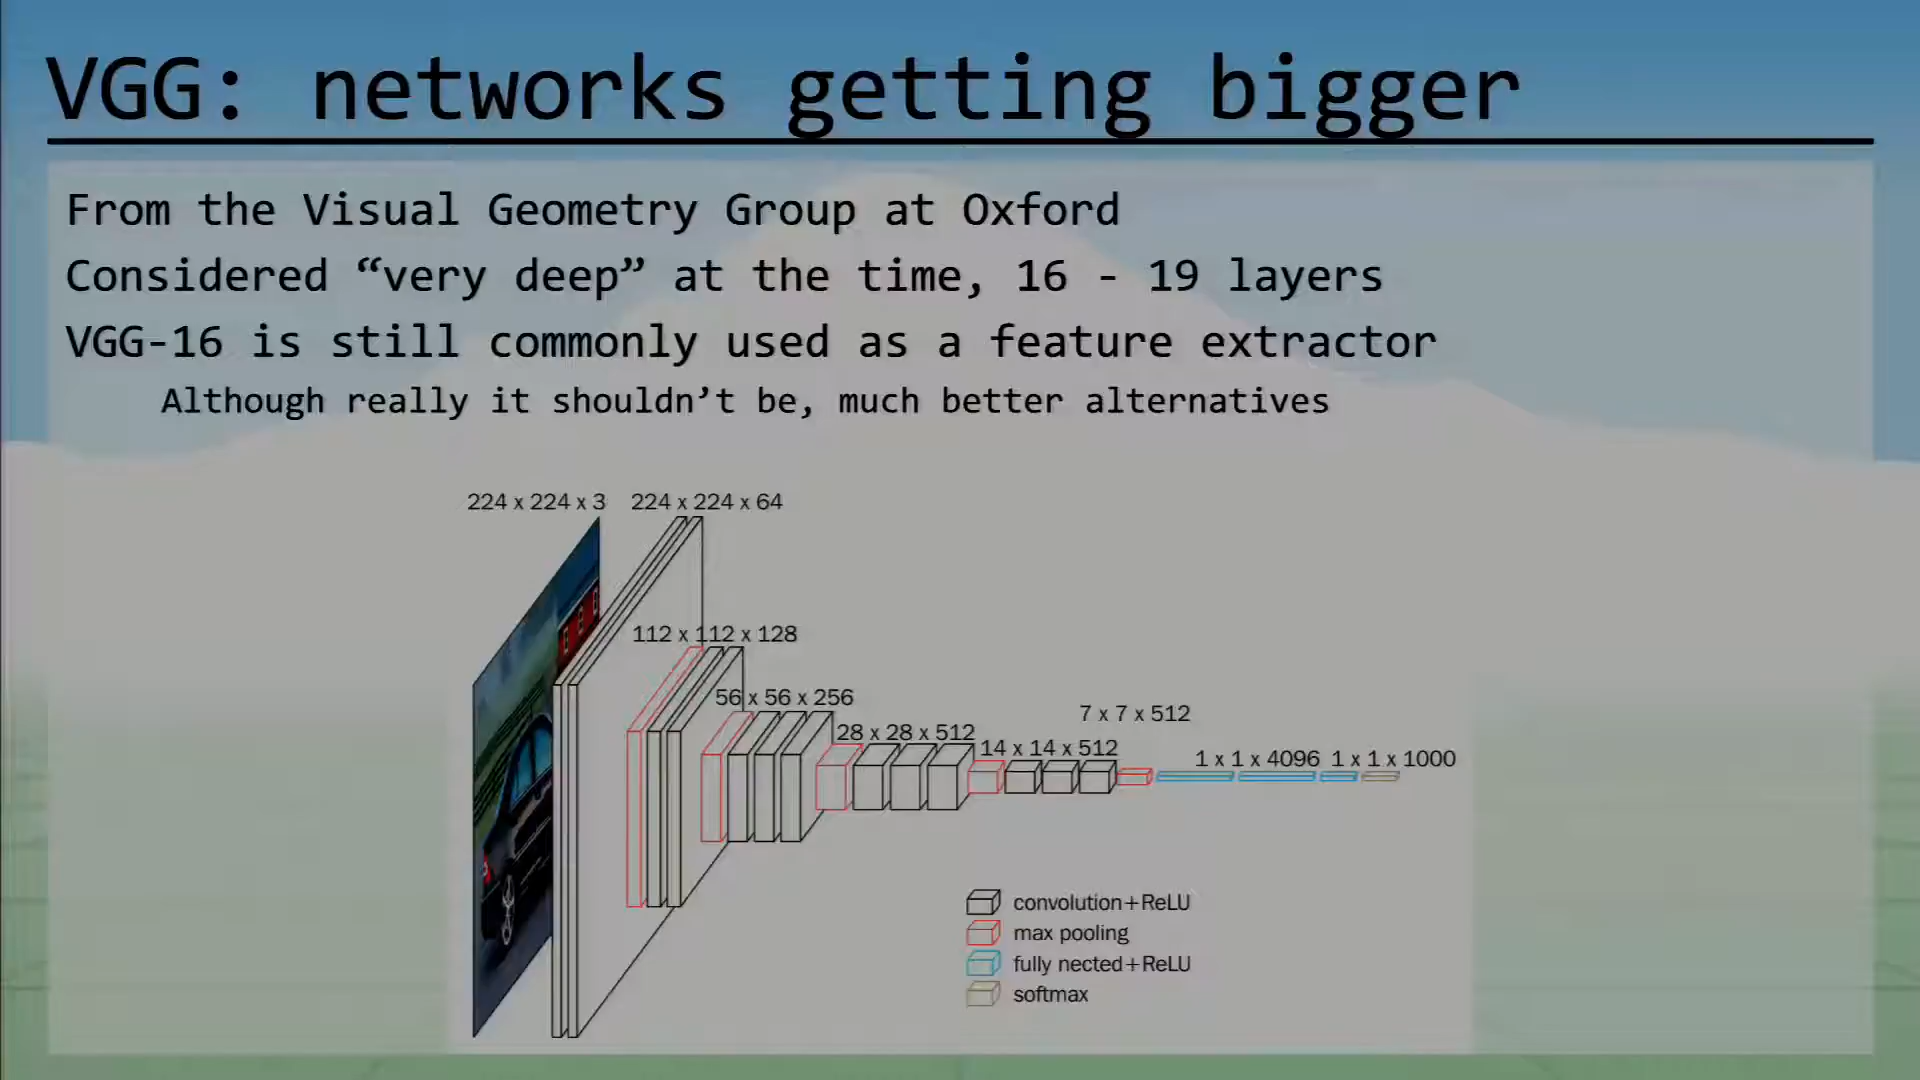 VGG: networks getting bigger
From the Visual Geometry Group at Oxford
Considered “very deep” at the time, 16 - 19 layers
VGG-16 is still commonly used as a feature extractor
Although really it shouldn’t be, much better alternatives
224 x 224 x 3
224 x 224 x 64
112 x 112 x 128
56 x 56 x 256
28 x 28 x 512
14 x 14 x 512
7 x 7 x 512
1 x 1 x 4096
1 x 1 x 1000
convolution+ReLU
max pooling
fully nected+ReLU
softmax